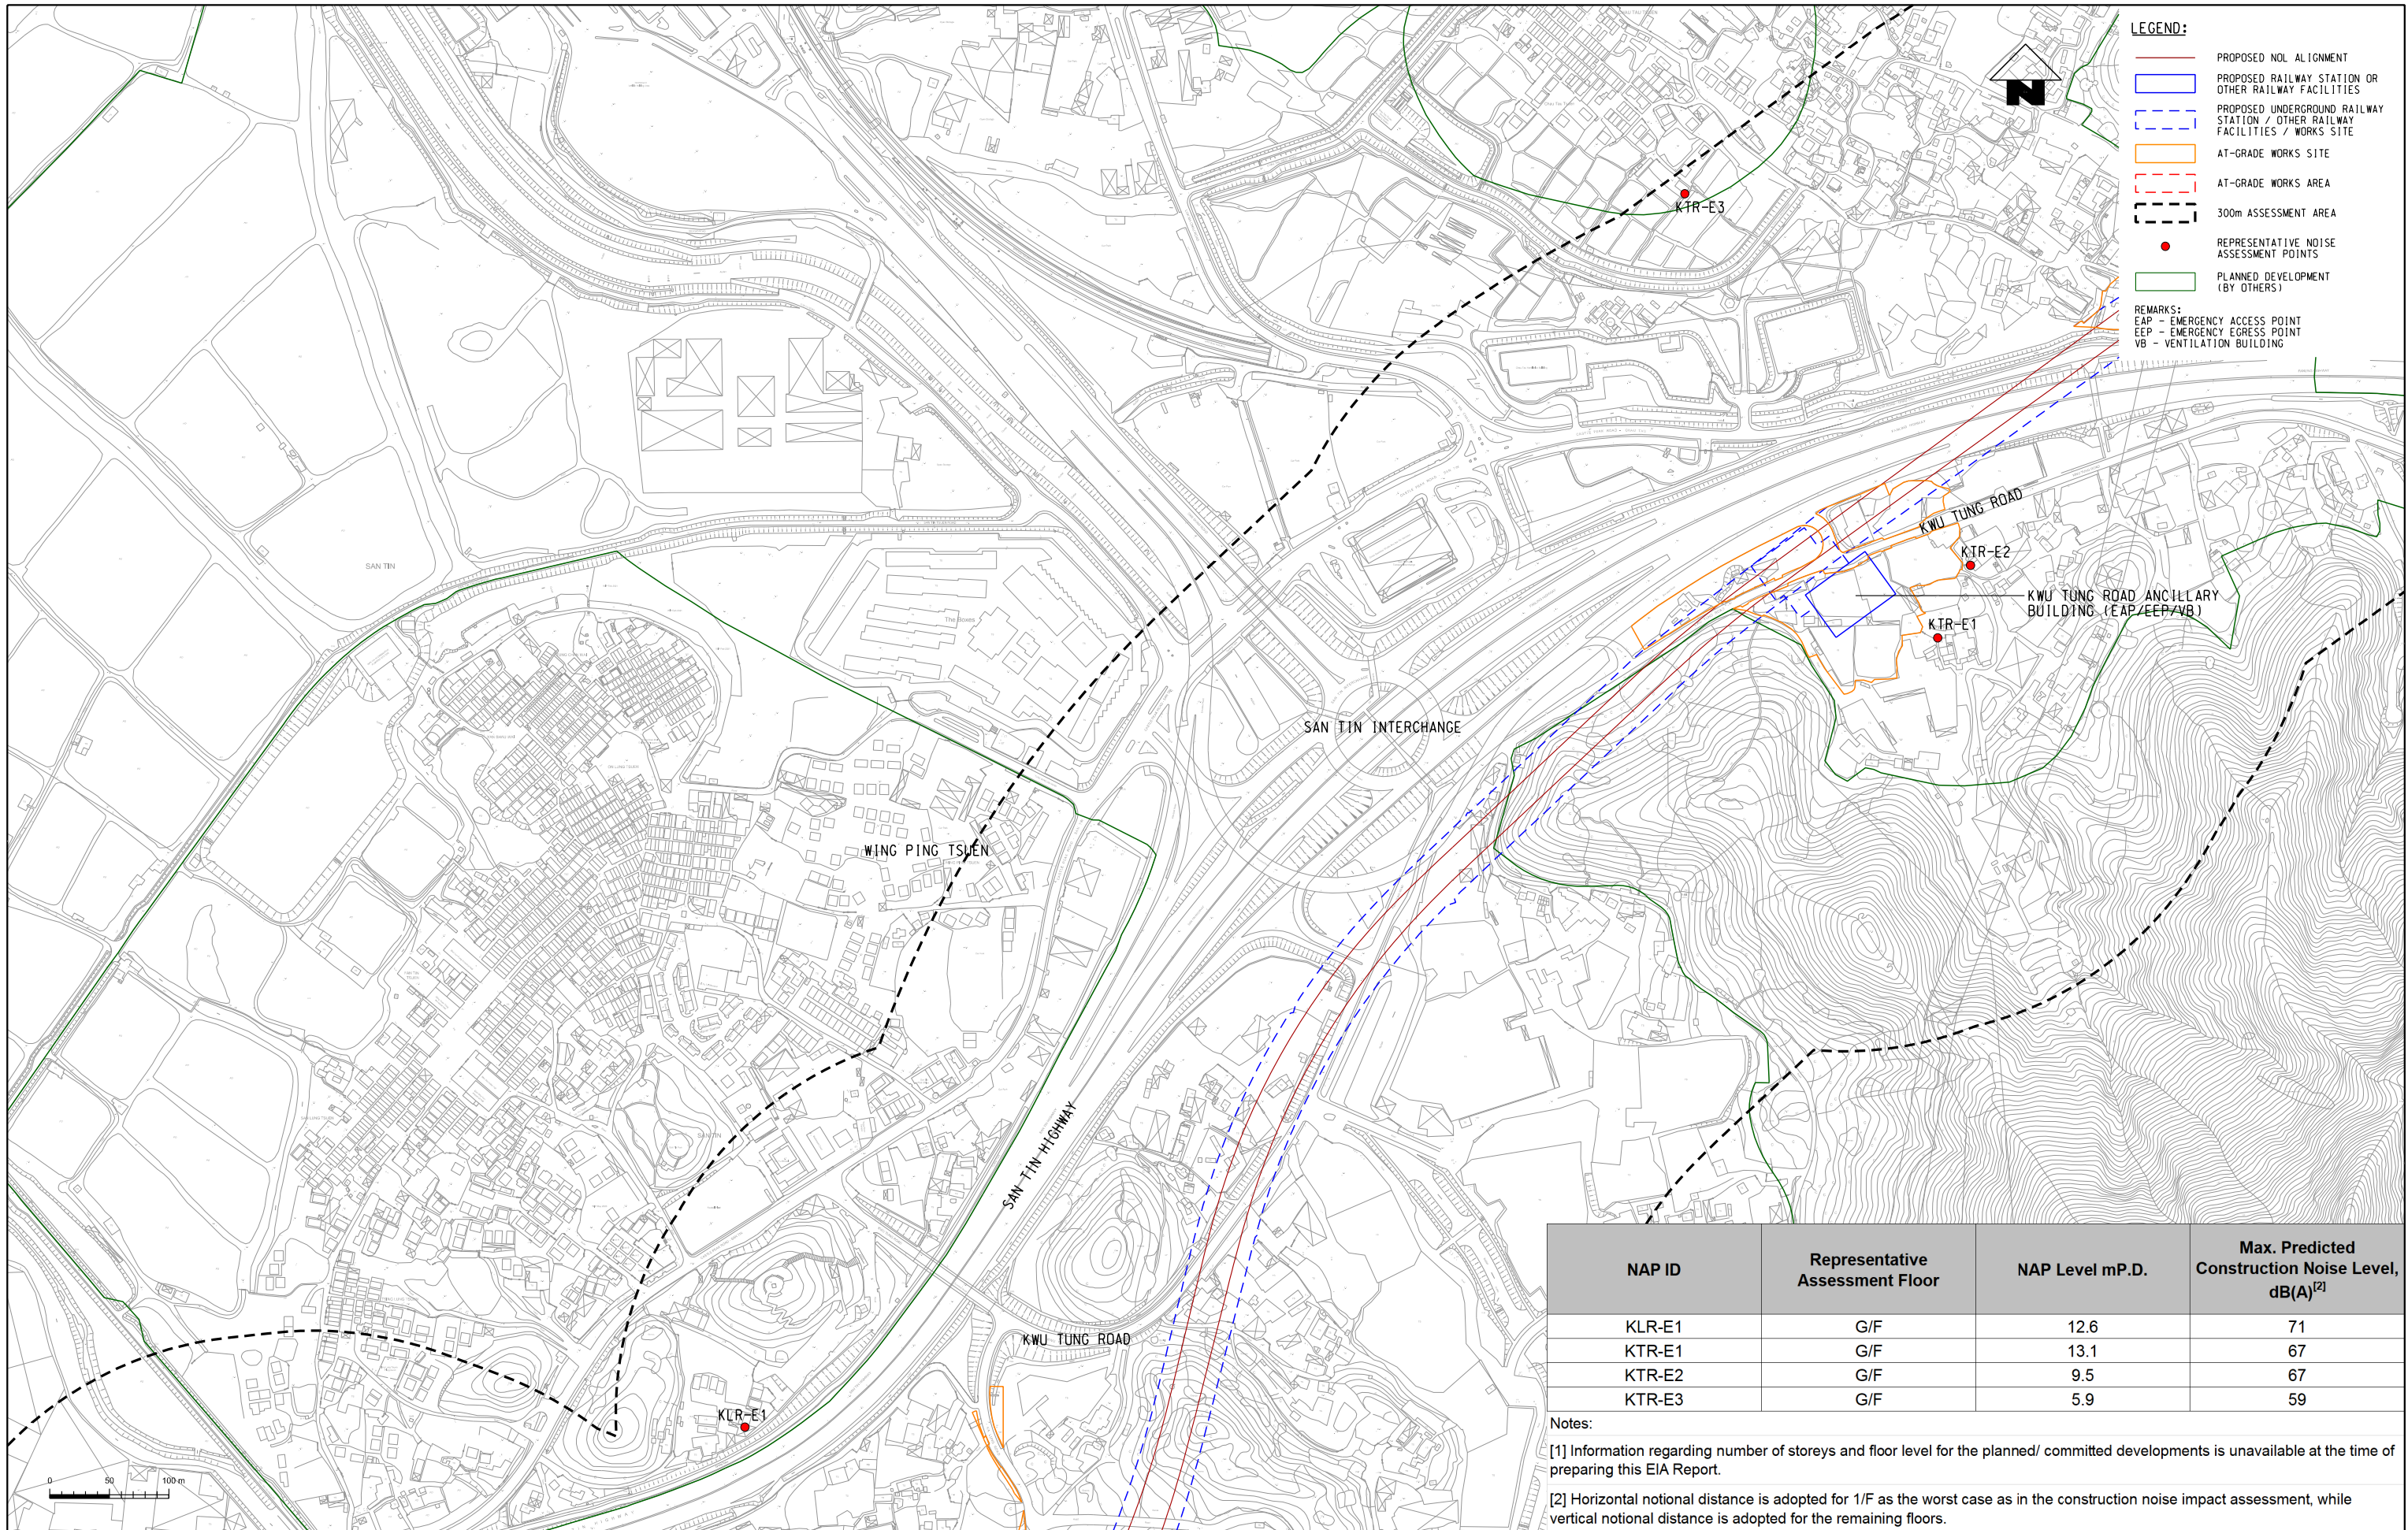 LEGEND:
PROPOSED NOL ALIGNMENT
PROPOSED RAILWAY STATION OR
OTHER RAILWAY FACILITIES
PROPOSED UNDERGROUND RAILWAY
STATION / OTHER RAILWAY
FACILITIES / WORKS SITE
AT-GRADE WORKS SITE
AT-GRADE WORKS AREA
300m ASSESSMENT AREA
REPRESENTATIVE NOISE
ASSESSMENT POINTS
PLANNED DEVELOPMENT
(BY OTHERS)
REMARKS:
EAP - EMERGENCY ACCESS POINT
EEP - EMERGENCY EGRESS POINT
VB - VENTILATION BUILDING
N
KTR-E3
KWU TUNG ROAD
KTR-E2
KWU TUNG ROAD ANCILLARY
BUILDING (EAP/EEP/VB)
KTR-E1
SAN TIN
The Boxes
SAN TIN INTERCHANGE
WING PING TSUEN
SAN TIN
SAN TIN HIGHWAY
KWU TUNG ROAD
KLR-E1
0 50 100 m
NAP ID Representative Assessment Floor NAP Level mP.D. Max. Predicted Construction Noise Level, dB(A)[2]
KLR-E1 G/F 12.6 71
KTR-E1 G/F 13.1 67
KTR-E2 G/F 9.5 67
KTR-E3 G/F 5.9 59
Notes:
[1] Information regarding number of storeys and floor level for the planned/ committed developments is unavailable at the time of
preparing this EIA Report.
[2] Horizontal notional distance is adopted for 1/F as the worst case as in the construction noise impact assessment, while
vertical notional distance is adopted for the remaining floors.